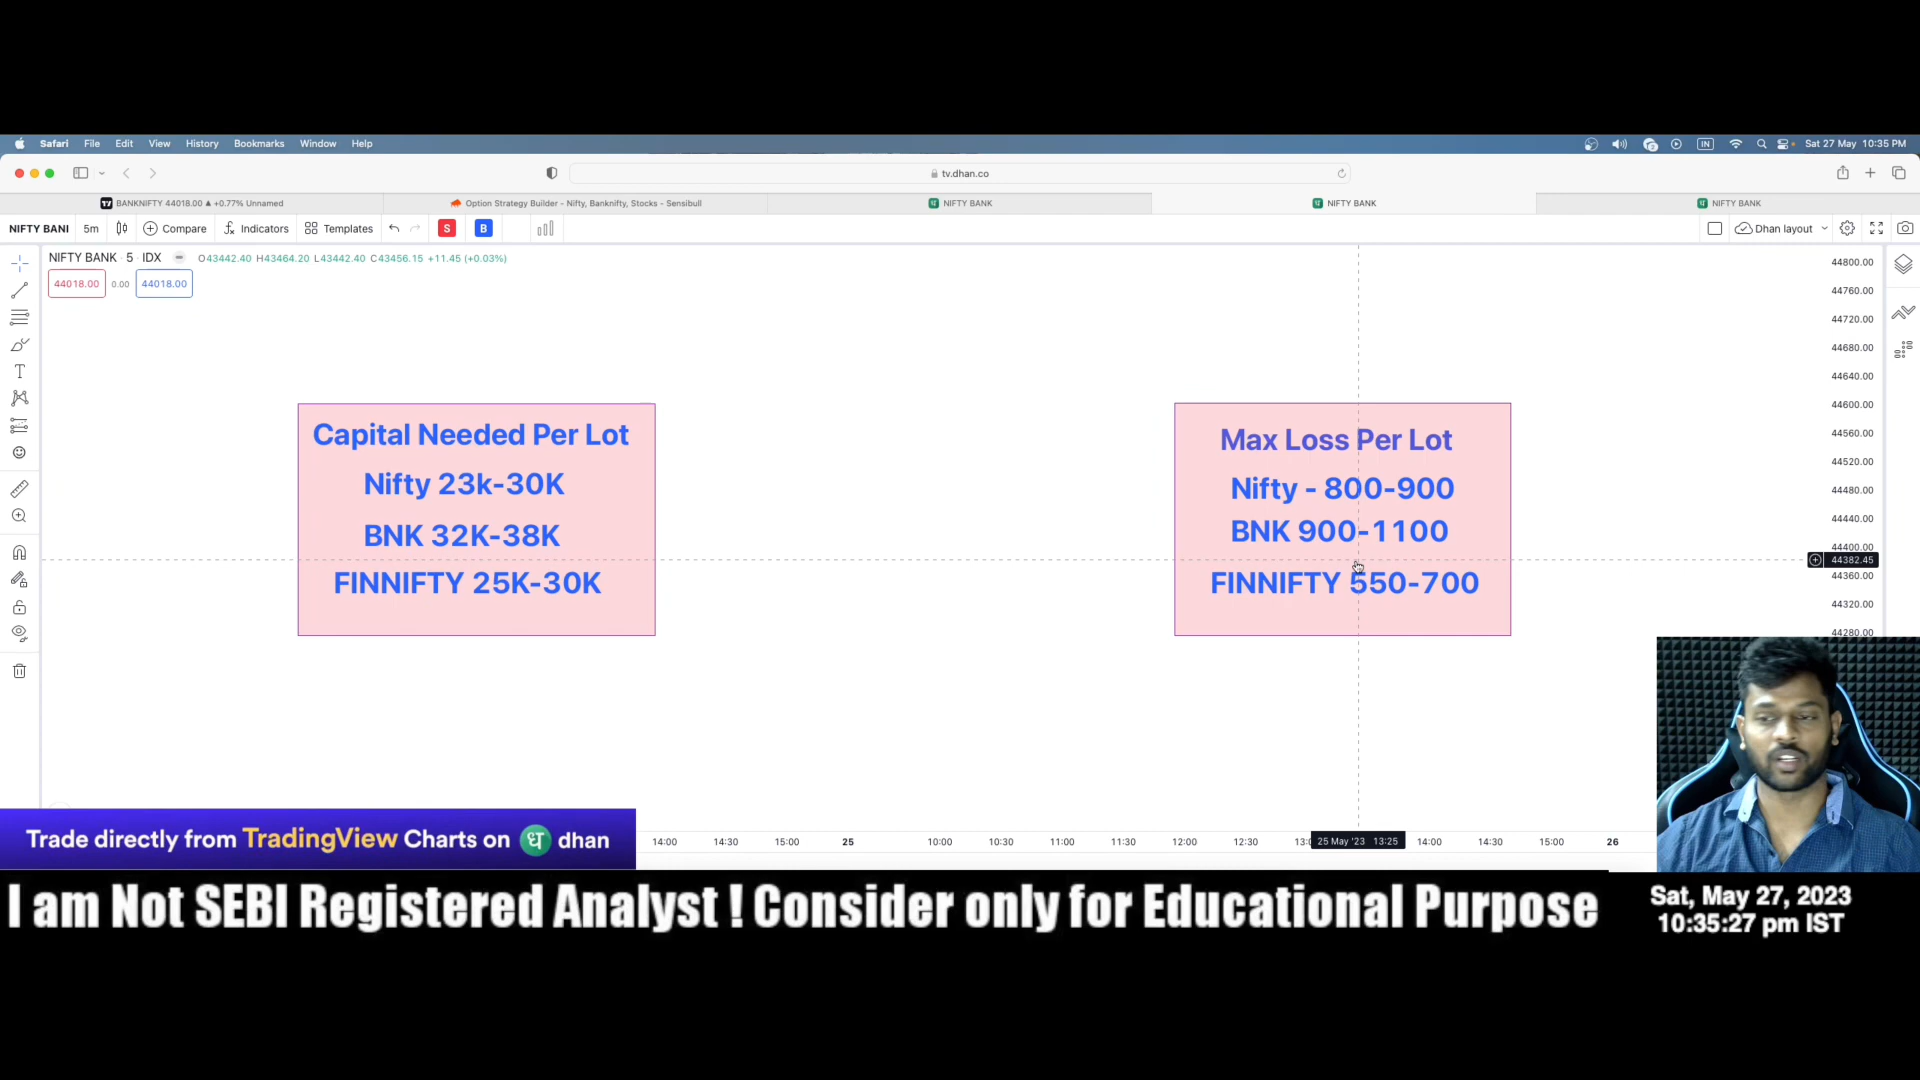 Safari File Edit View History Bookmarks Window Help
IN Sat 27 May 10:35 PM
tv.dhan.co
BANKNIFTY 44018.00 ▲ +0.77% Unnamed
Option Strategy Builder - Nifty, Banknifty, Stocks - Sensibull
NIFTY BANK
NIFTY BANK
NIFTY BANK
NIFTY BANI 5m Compare Indicators Templates S B Dhan layout
NIFTY BANK · 5 · IDX O43442.40 H43464.20 L43442.40 C43456.15 +11.45 (+0.03%)
44018.00 0.00 44018.00
44800.00
44760.00
44720.00
44680.00
44640.00
44600.00
44560.00
44520.00
44480.00
44440.00
44400.00
44382.45
44360.00
44320.00
44280.00
Capital Needed Per Lot
Nifty 23k-30K
BNK 32K-38K
FINNIFTY 25K-30K
Max Loss Per Lot
Nifty - 800-900
BNK 900-1100
FINNIFTY 550-700
Trade directly from TradingView Charts on ध dhan
14:00 14:30 15:00 25 10:00 10:30 11:00 11:30 12:00 12:30 13:0 25 May '23 13:25 14:00 14:30 15:00 26
I am Not SEBI Registered Analyst ! Consider only for Educational Purpose
Sat, May 27, 2023
10:35:27 pm IST